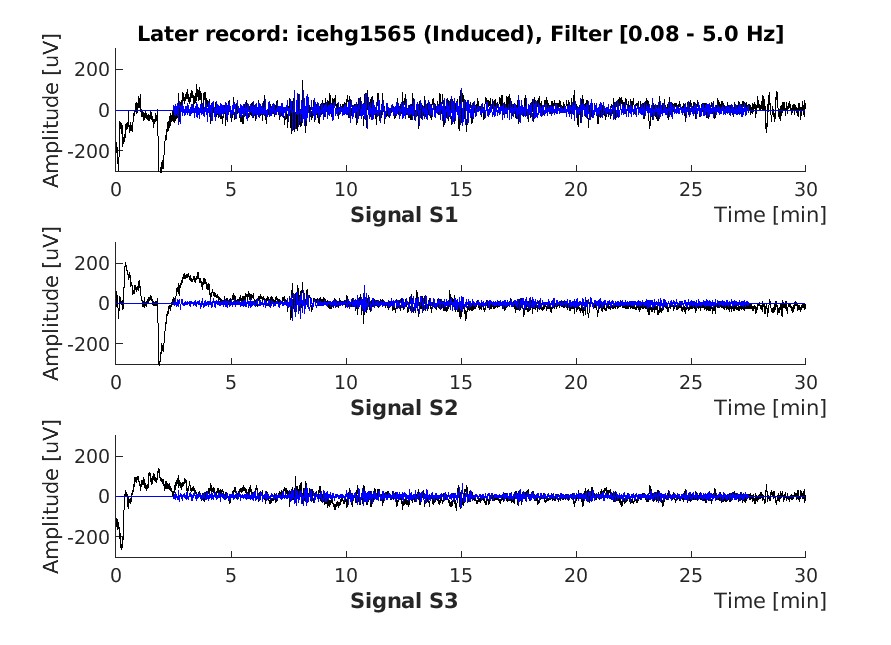 Later record: icehg1565 (Induced), Filter [0.08 - 5.0 Hz]
Amplitude [uV]
200
0
-200
0 5 10 15 20 25 30
Signal S1 Time [min]
Amplitude [uV]
200
0
-200
0 5 10 15 20 25 30
Signal S2 Time [min]
Amplitude [uV]
200
0
-200
0 5 10 15 20 25 30
Signal S3 Time [min]